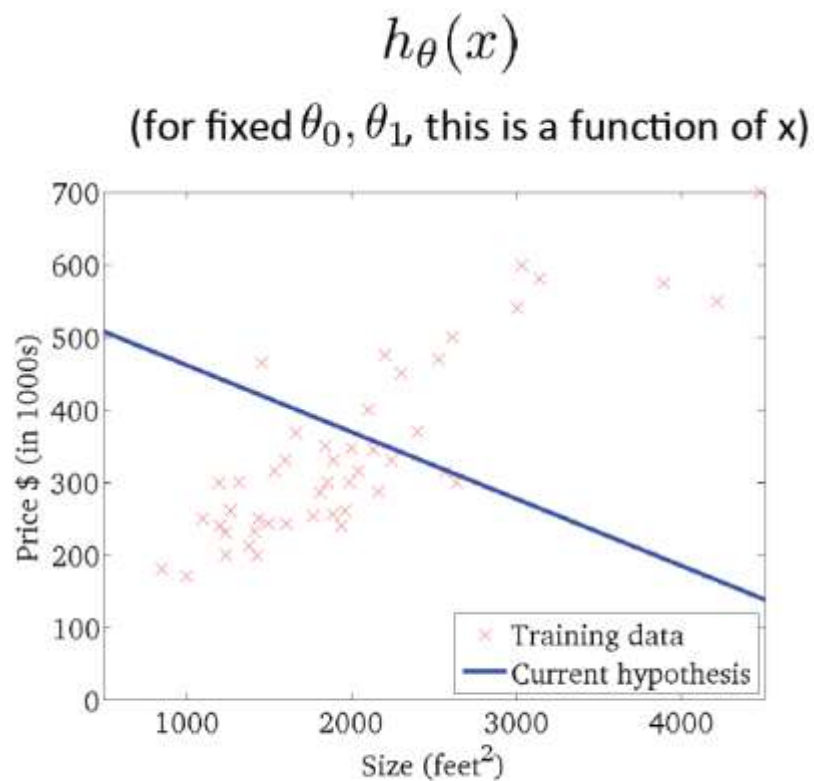 hθ(x)
(for fixed θ0, θ1, this is a function of x)
700
600
500
400
300
200
100
0
Price $ (in 1000s)
Training data
Current hypothesis
1000 2000 3000 4000
Size (feet²)